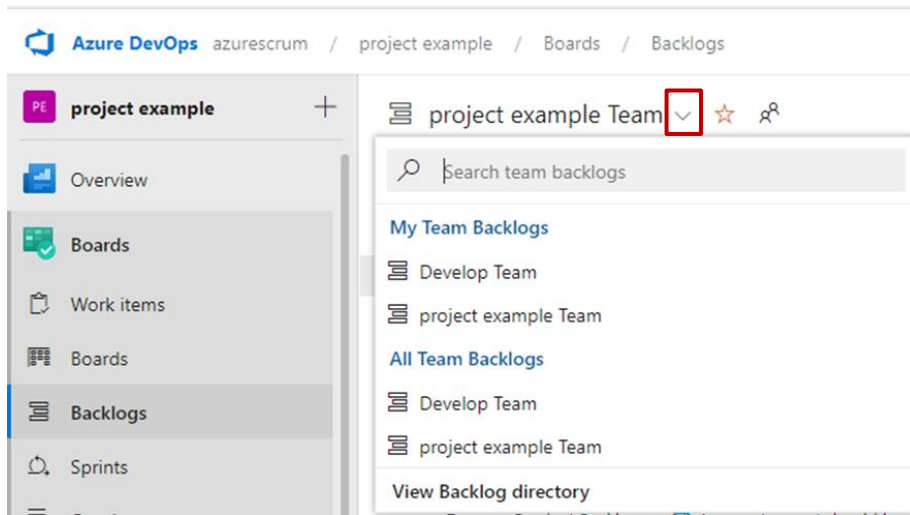 Azure DevOps azurescrum / project example / Boards / Backlogs
PE project example
project example Team
Overview
Search team backlogs
My Team Backlogs
Boards
Develop Team
Work items
project example Team
Boards
All Team Backlogs
Backlogs
Develop Team
Sprints
project example Team
View Backlog directory